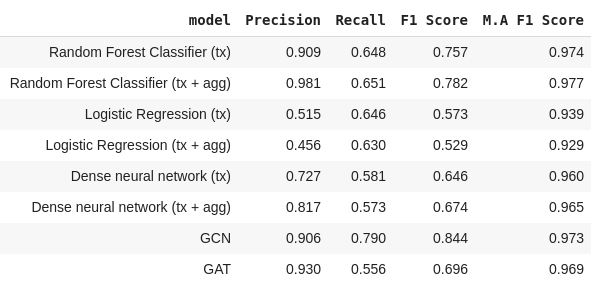 model Precision Recall F1 Score M.A F1 Score
Random Forest Classifier (tx) 0.909 0.648 0.757 0.974
Random Forest Classifier (tx + agg) 0.981 0.651 0.782 0.977
Logistic Regression (tx) 0.515 0.646 0.573 0.939
Logistic Regression (tx + agg) 0.456 0.630 0.529 0.929
Dense neural network (tx) 0.727 0.581 0.646 0.960
Dense neural network (tx + agg) 0.817 0.573 0.674 0.965
GCN 0.906 0.790 0.844 0.973
GAT 0.930 0.556 0.696 0.969